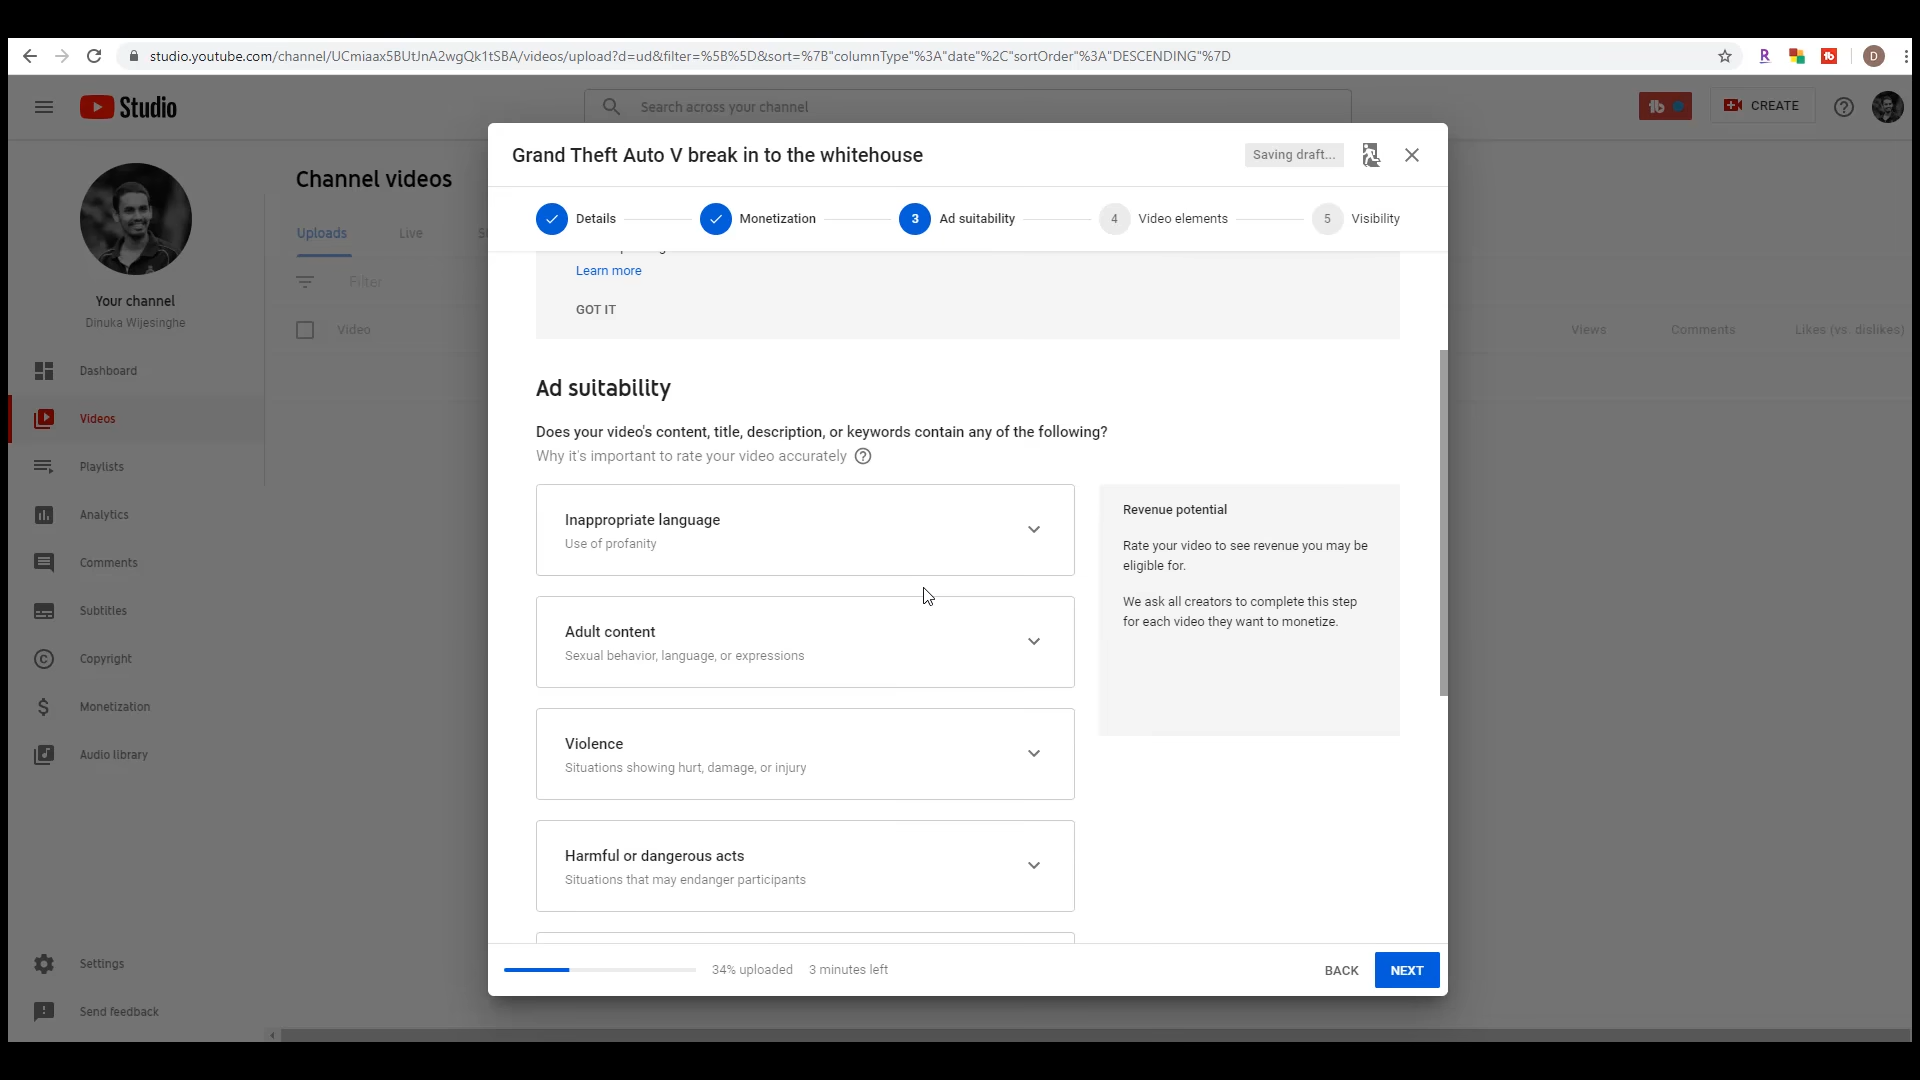 studio.youtube.com/channel/UCmiaax5BUtJnA2wgQk1tSBA/videos/upload?d=ud&filter=%5B%5D&sort=%7B"columnType"%3A"date"%2C"sortOrder"%3A"DESCENDING"%7D
R
tb
D
Studio
Search across your channel
tb
CREATE
Your channel
Dinuka Wijesinghe
Dashboard
Videos
Playlists
Analytics
Comments
Subtitles
Copyright
Monetization
Audio library
Settings
Send feedback
Channel videos
Uploads
Live
Filter
Video
Views
Comments
Likes (vs. dislikes)
Grand Theft Auto V break in to the whitehouse
Saving draft...
Details
Monetization
3 Ad suitability
4 Video elements
5 Visibility
Learn more
GOT IT
Ad suitability
Does your video's content, title, description, or keywords contain any of the following?
Why it's important to rate your video accurately
Inappropriate language
Use of profanity
Adult content
Sexual behavior, language, or expressions
Violence
Situations showing hurt, damage, or injury
Harmful or dangerous acts
Situations that may endanger participants
Revenue potential
Rate your video to see revenue you may be
eligible for.
We ask all creators to complete this step
for each video they want to monetize.
34% uploaded 3 minutes left
BACK
NEXT